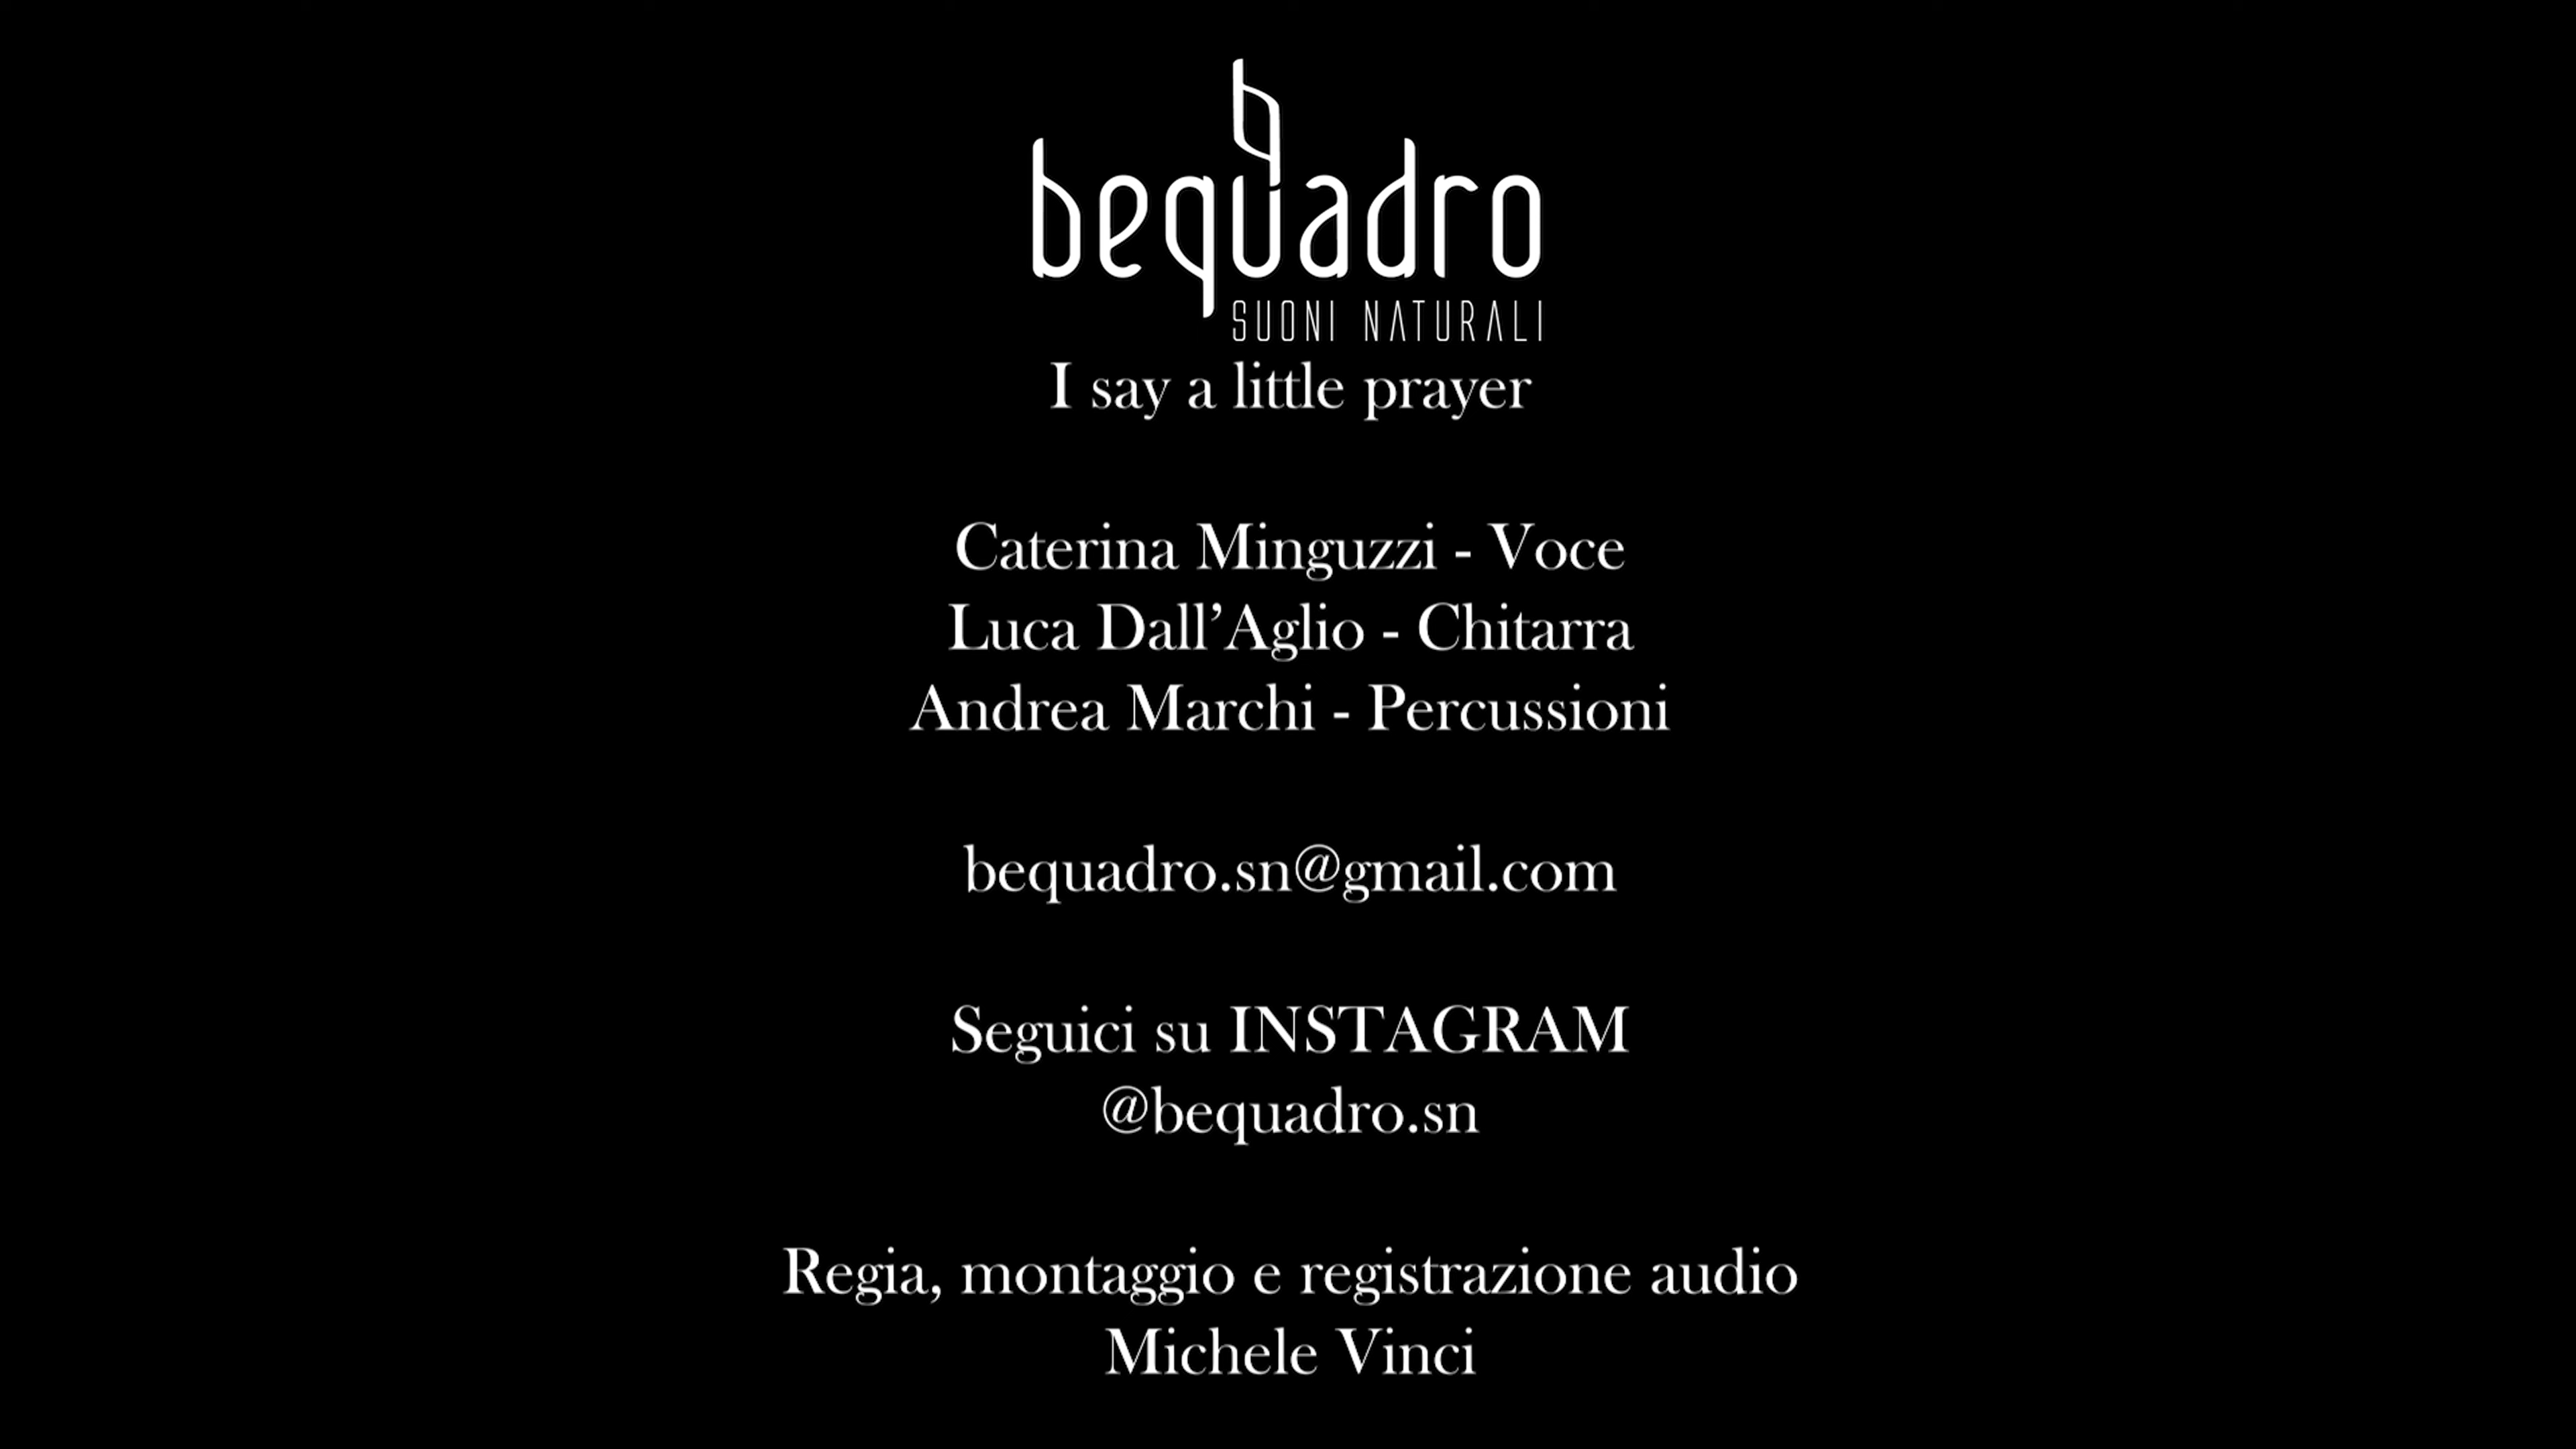 bequadro
SUONI NATURALI
I say a little prayer
Caterina Minguzzi - Voce
Luca Dall’Aglio - Chitarra
Andrea Marchi - Percussioni
bequadro.sn@gmail.com
Seguici su INSTAGRAM
@bequadro.sn
Regia, montaggio e registrazione audio
Michele Vinci